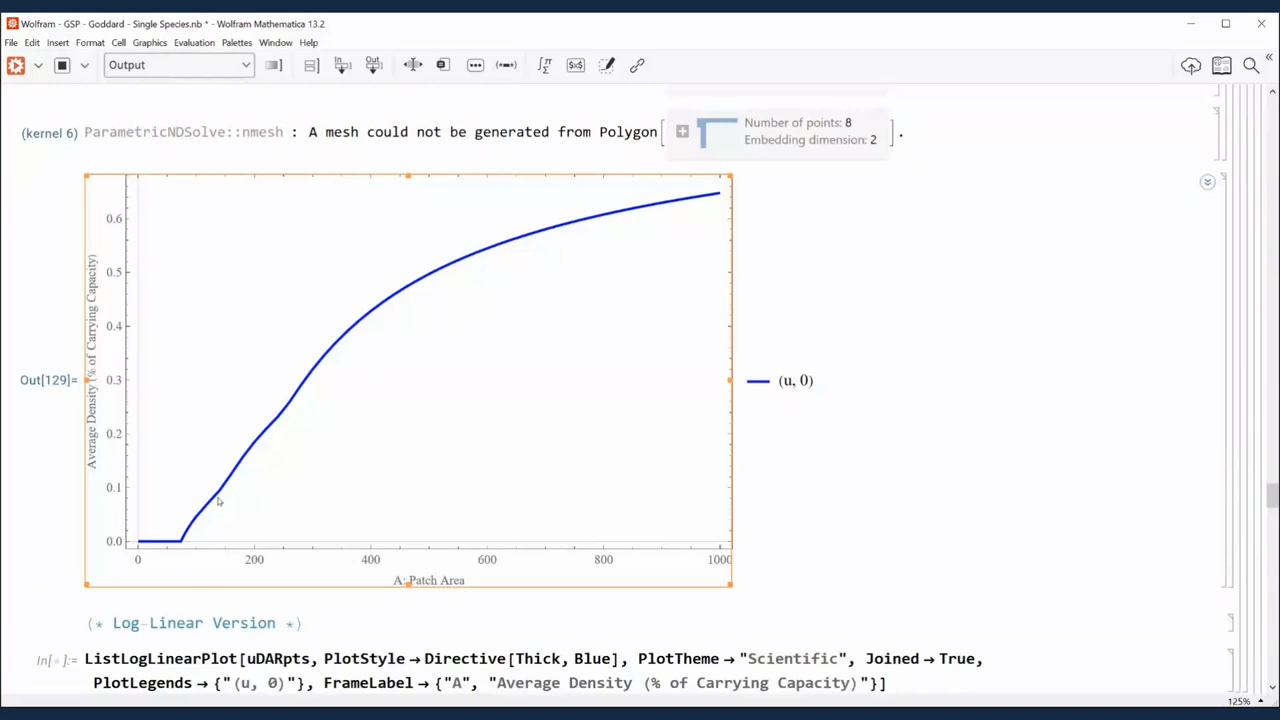 Wolfram - GSP - Goddard - Single Species.nb * - Wolfram Mathematica 13.2
File Edit Insert Format Cell Graphics Evaluation Palettes Window Help
Output
(kernel 6) ParametricNDSolve::nmesh : A mesh could not be generated from Polygon[
Number of points: 8
Embedding dimension: 2
].
Average Density (% of Carrying Capacity)
0.6
0.5
0.4
0.3
0.2
0.1
0.0
0 200 400 600 800 1000
A: Patch Area
Out[129]=
(u, 0)
(* Log-Linear Version *)
In[*]:= ListLogLinearPlot[uDARpts, PlotStyle→Directive[Thick, Blue], PlotTheme→"Scientific", Joined→True,
PlotLegends→{"(u, 0)"}, FrameLabel→{"A", "Average Density (% of Carrying Capacity)"}]
125%